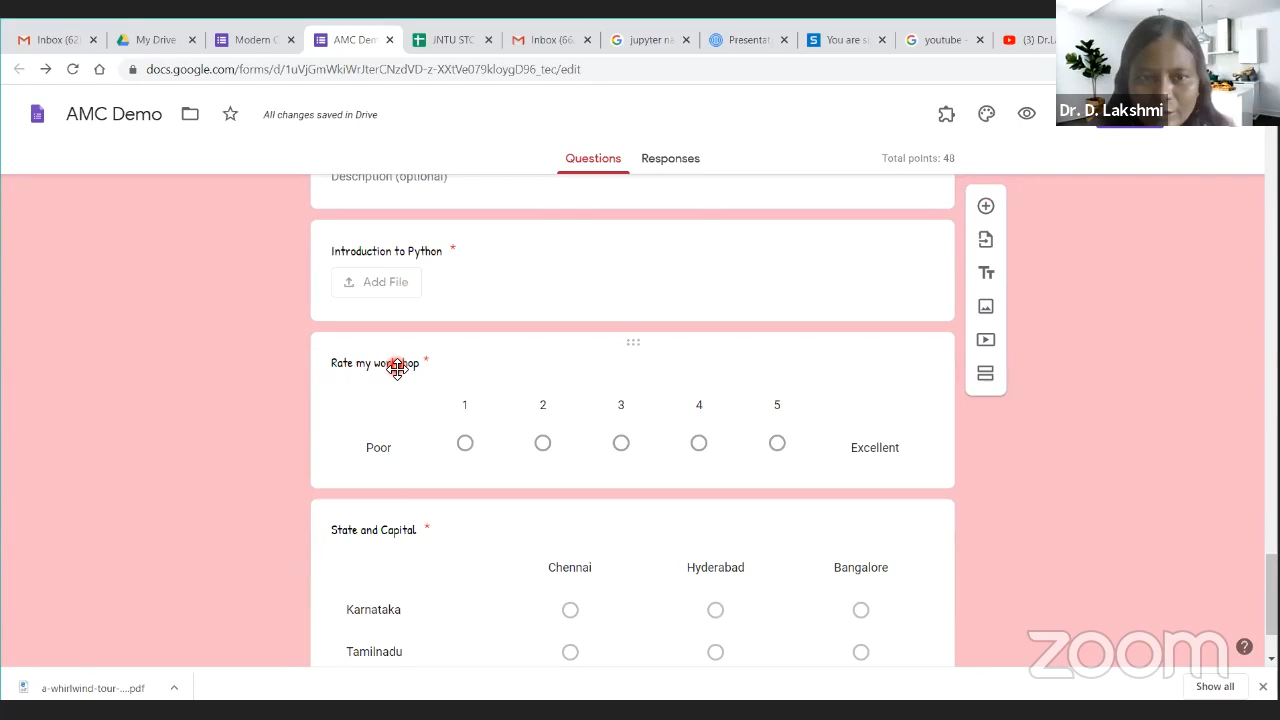 Inbox (62)
My Drive
Modern C
AMC Dem
JNTU STC
Inbox (66
jupyter na
Presentat
You are s
youtube -
(3) Dr.L
docs.google.com/forms/d/
/edit
AMC Demo
All changes saved in Drive
Dr. D. Lakshmi
Questions
Responses
Total points: 48
Description (optional)
Introduction to Python *
Add File
Rate my workshop *
1 2 3 4 5
Poor
Excellent
State and Capital *
Chennai Hyderabad Bangalore
Karnataka
Tamilnadu
zoom
a-whirlwind-tour-....pdf
Show all